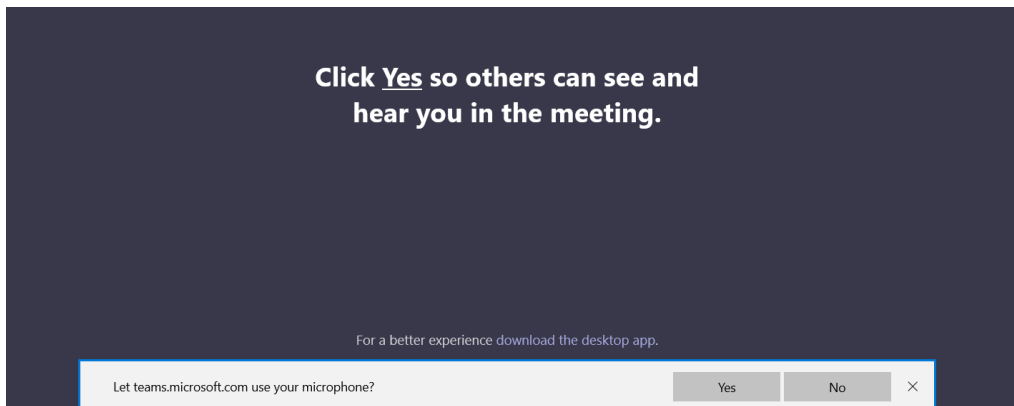 Click Yes so others can see and
hear you in the meeting.
For a better experience download the desktop app.
Let teams.microsoft.com use your microphone?
Yes
No